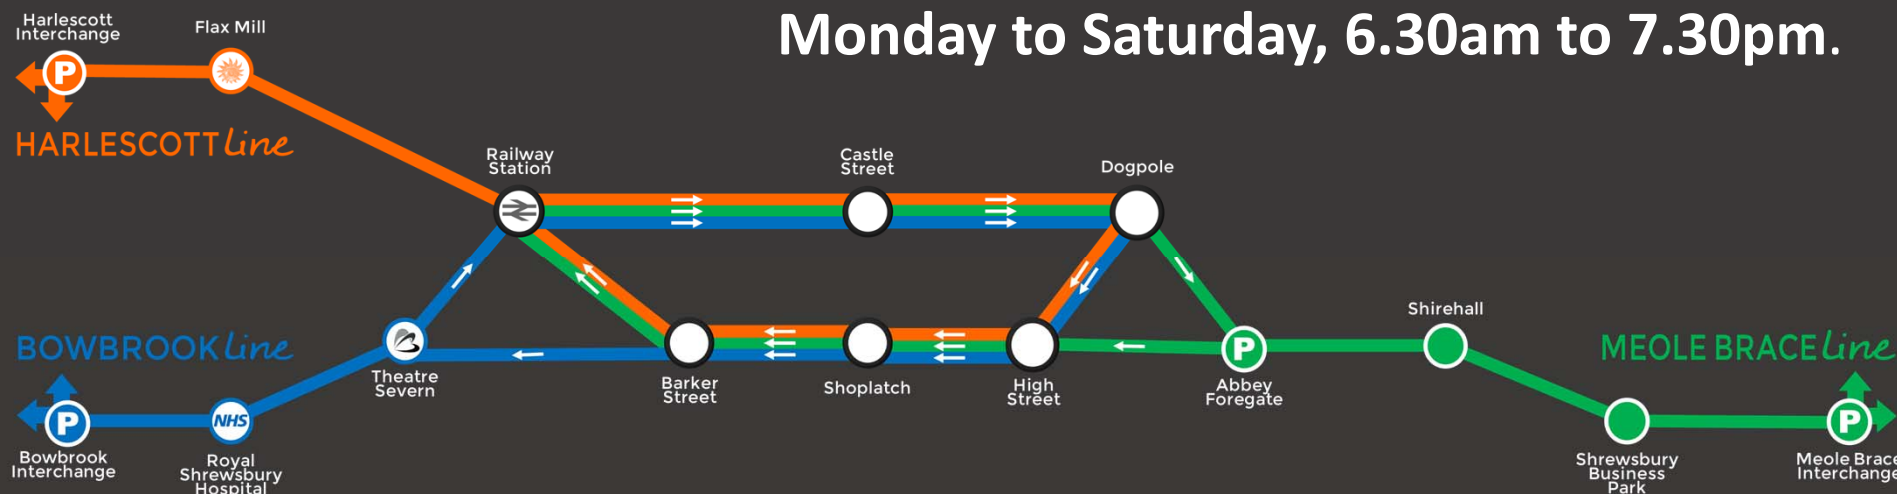 Monday to Saturday, 6.30am to 7.30pm.
Harlescott
Interchange
Flax Mill
P
HARLESCOTT line
Railway
Station
Castle
Street
Dogpole
BOWBROOK line
Theatre
Severn
Barker
Street
Shoplatch
High
Street
P
Abbey
Foregate
Shirehall
MEOLE BRACE line
P
Bowbrook
Interchange
NHS
Royal
Shrewsbury
Hospital
Shrewsbury
Business
Park
P
Meole Brace
Interchange